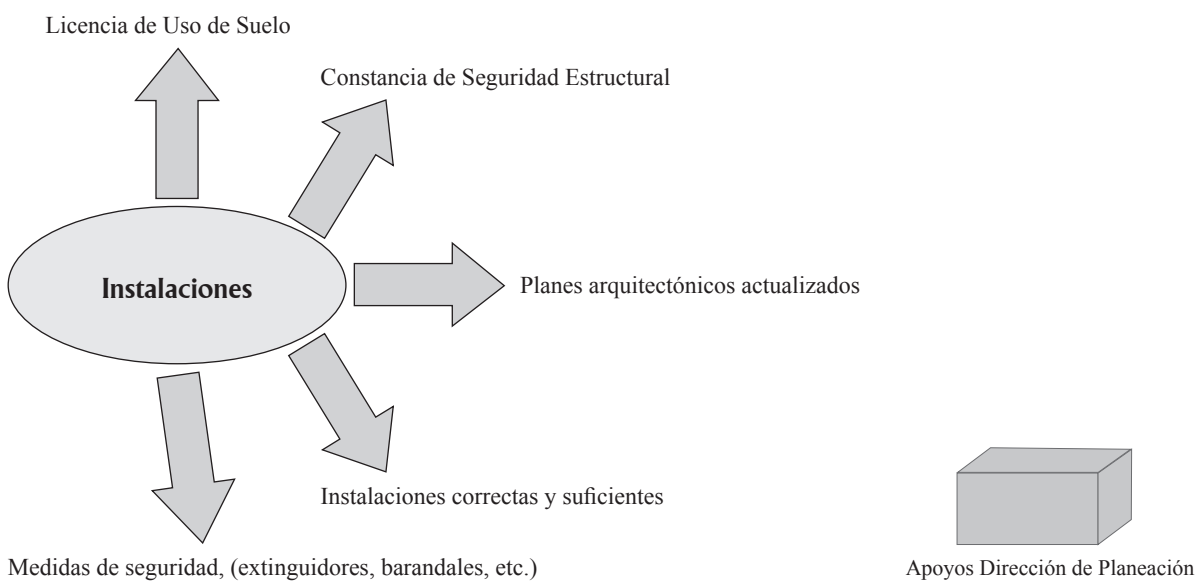 Licencia de Uso de Suelo
Constancia de Seguridad Estructural
Instalaciones
Planes arquitectónicos actualizados
Instalaciones correctas y suficientes
Medidas de seguridad, (extinguidores, barandales, etc.)
Apoyos Dirección de Planeación